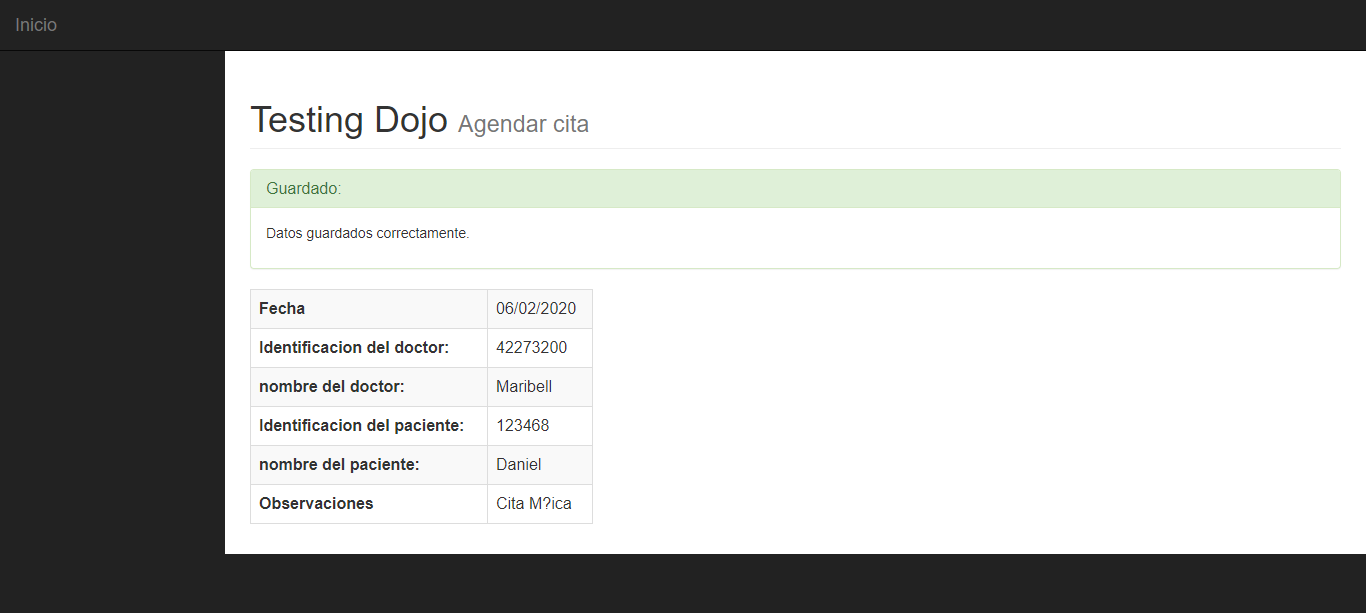 Inicio
Testing Dojo Agendar cita
Guardado:
Datos guardados correctamente.
Fecha 06/02/2020
Identificacion del doctor: 42273200
nombre del doctor: Maribell
Identificacion del paciente: 123468
nombre del paciente: Daniel
Observaciones Cita M?ica